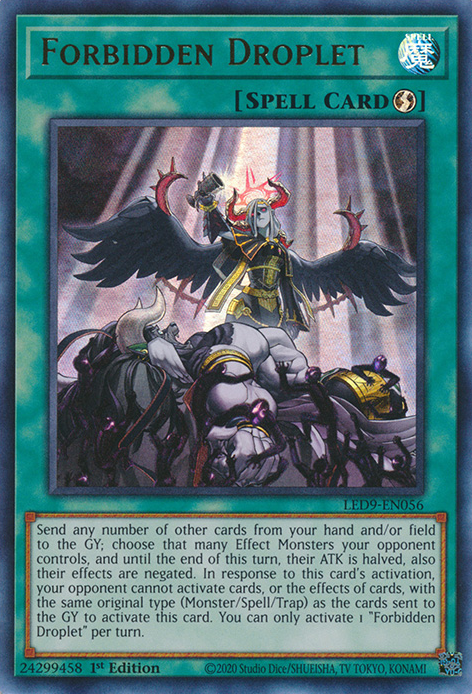 FORBIDDEN DROPLET
SPELL
魔
[SPELL CARD]
LED9-EN056
Send any number of other cards from your hand and/or field
to the GY; choose that many Effect Monsters your opponent
controls, and until the end of this turn, their ATK is halved, also
their effects are negated. In response to this card's activation,
your opponent cannot activate cards, or the effects of cards, with
the same original type (Monster/Spell/Trap) as the cards sent to
the GY to activate this card. You can only activate 1 "Forbidden
Droplet" per turn.
24299458 1st Edition ©2020 Studio Dice/SHUEISHA, TV TOKYO, KONAMI